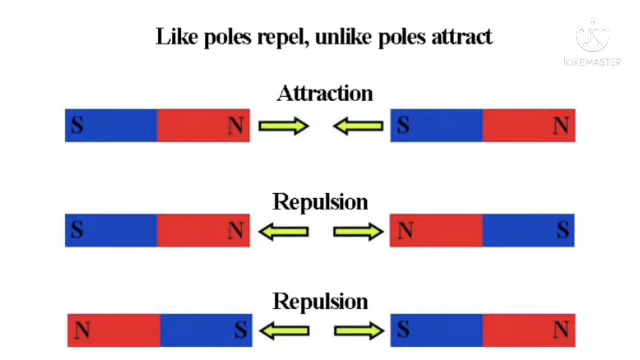 Like poles repel, unlike poles attract
KINEMASTER
Attraction
S N S N
Repulsion
S N N S
Repulsion
N S S N